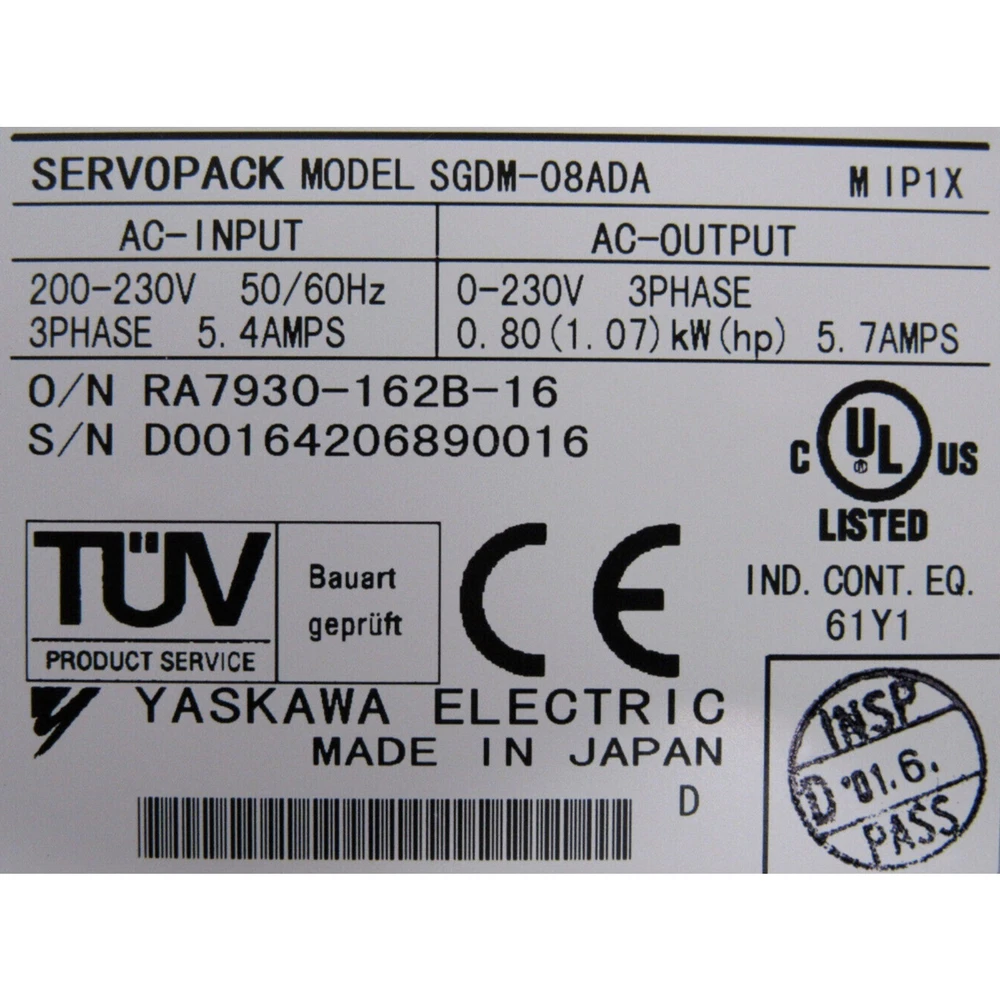 SERVOPACK MODEL SGDM-08ADA M IP1X
AC-INPUT AC-OUTPUT
200-230V 50/60Hz 0-230V 3PHASE
3PHASE 5.4AMPS 0.80(1.07)kW(hp) 5.7AMPS
O/N RA7930-162B-16
S/N D00164206890016
C UL US
® 
LISTED
IND. CONT. EQ.
61Y1
TÜV
PRODUCT SERVICE
Bauart
geprüft
CE
YASKAWA ELECTRIC
MADE IN JAPAN
D
INSP
D '01.6.
PASS